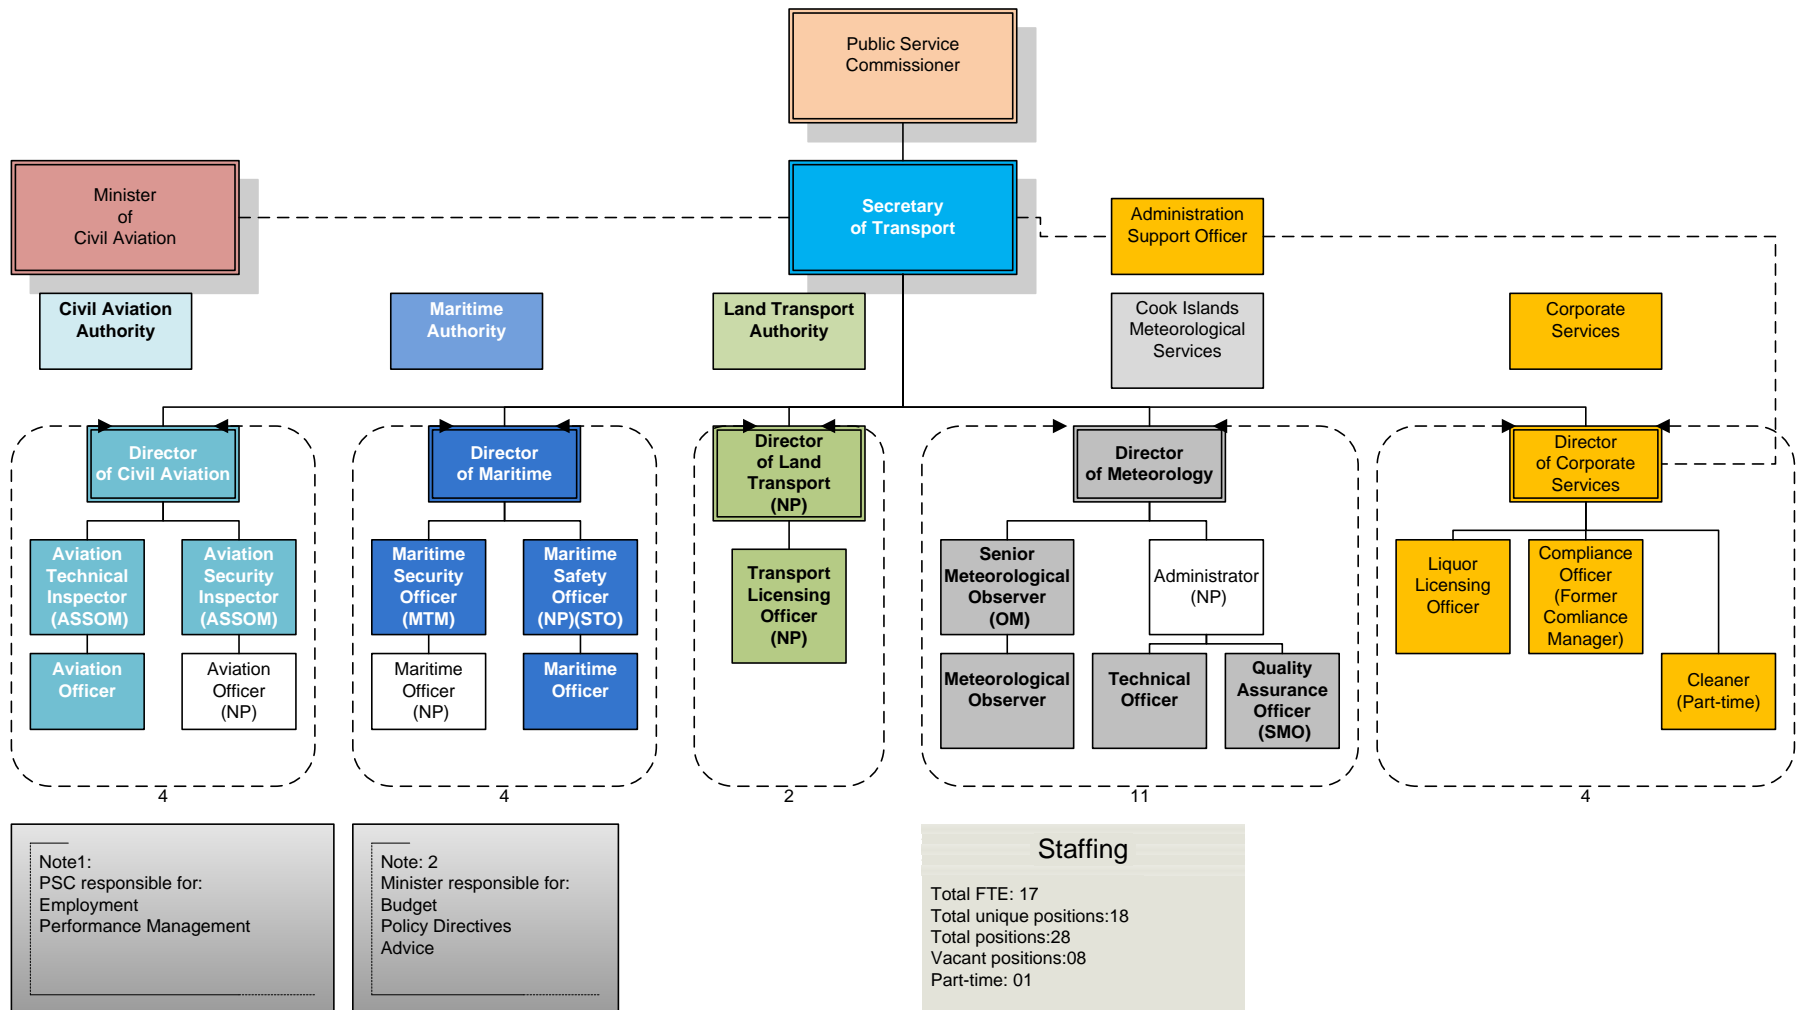 Public Service
Commissioner
Minister
of
Civil Aviation
Secretary
of Transport
Administration
Support Officer
Civil Aviation
Authority
Maritime
Authority
Land Transport
Authority
Cook Islands
Meteorological
Services
Corporate
Services
Director
of Civil Aviation
Director
of Maritime
Director
of Land
Transport
(NP)
Director
of Meteorology
Director
of Corporate
Services
Aviation
Technical
Inspector
(ASSOM)
Aviation
Security
Inspector
(ASSOM)
Maritime
Security
Officer
(MTM)
Maritime
Safety
Officer
(NP)(STO)
Transport
Licensing
Officer
(NP)
Senior
Meteorological
Observer
(OM)
Administrator
(NP)
Liquor
Licensing
Officer
Compliance
Officer
(Former
Comliance
Manager)
Aviation
Officer
Aviation
Officer
(NP)
Maritime
Officer
(NP)
Maritime
Officer
Meteorological
Observer
Technical
Officer
Quality
Assurance
Officer
(SMO)
Cleaner
(Part-time)
4
4
2
11
4
Note1:
PSC responsible for:
Employment
Performance Management
Note: 2
Minister responsible for:
Budget
Policy Directives
Advice
Staffing
Total FTE: 17
Total unique positions:18
Total positions:28
Vacant positions:08
Part-time: 01